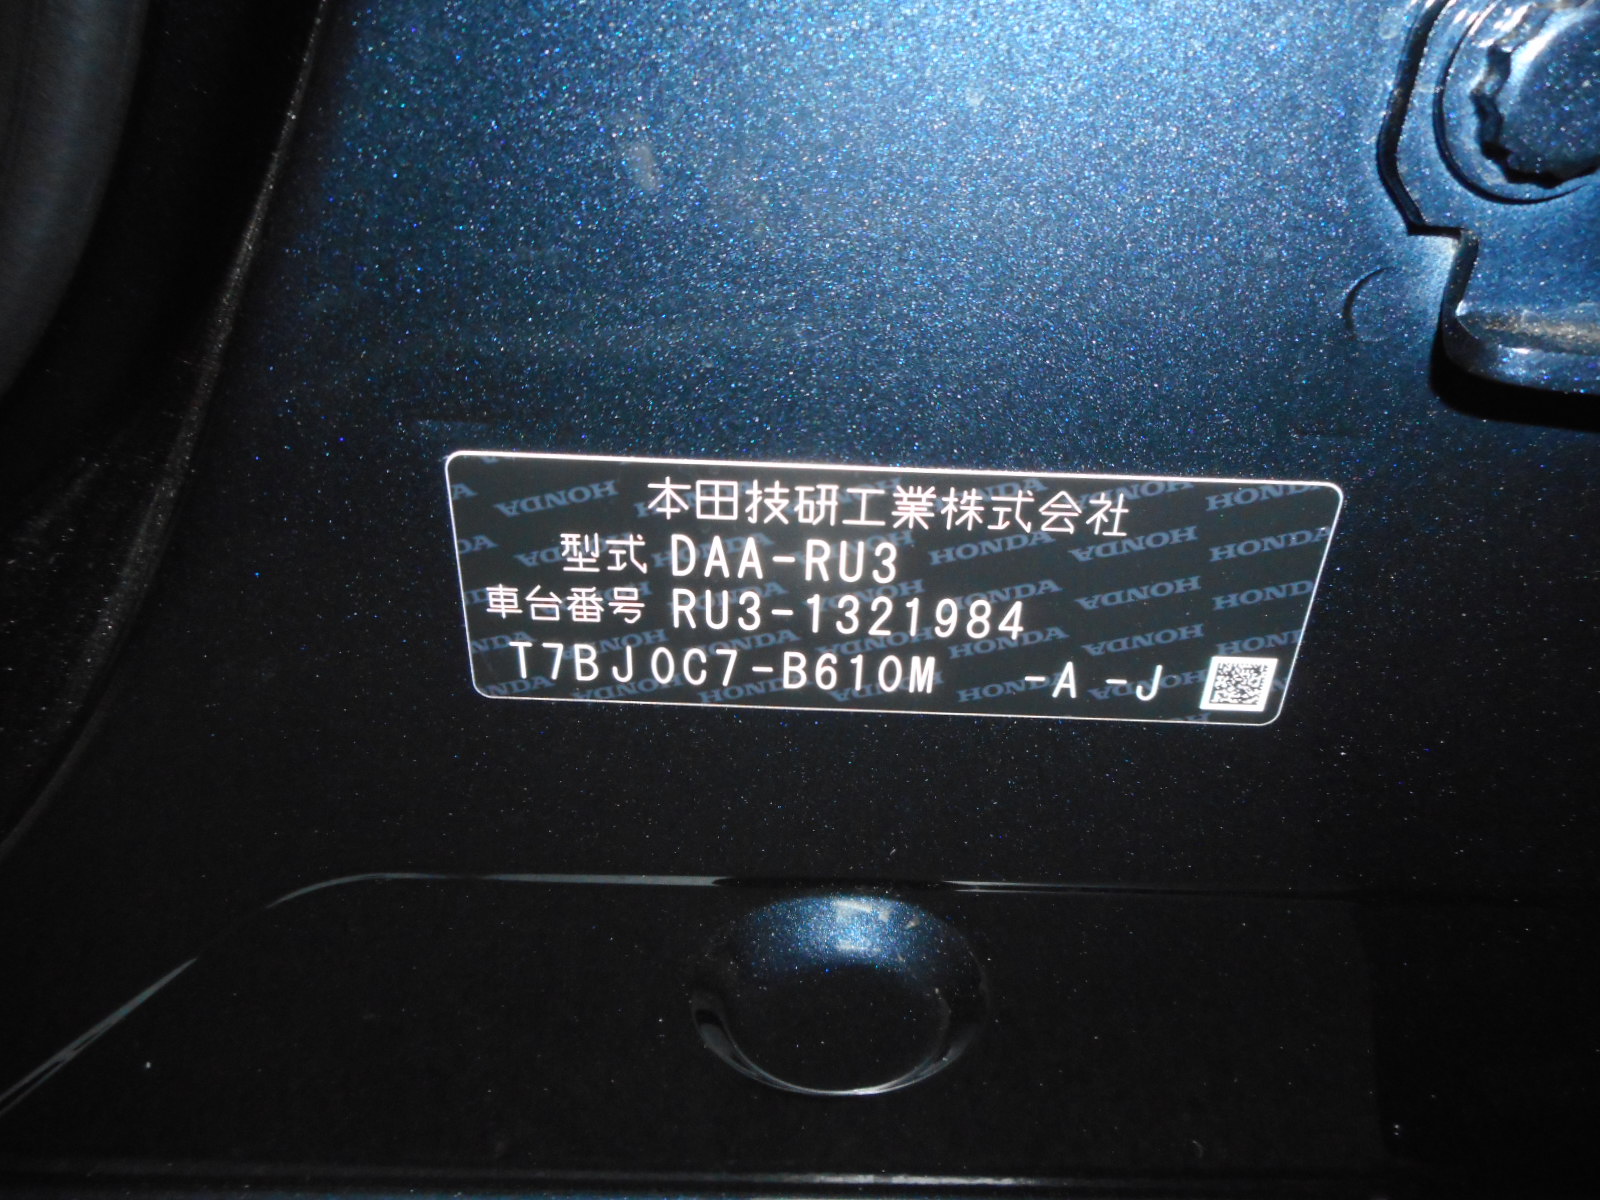 本田技研工業株式会社
型式 DAA-RU3
車台番号 RU3-1321984
T7BJ0C7-B610M -A -J